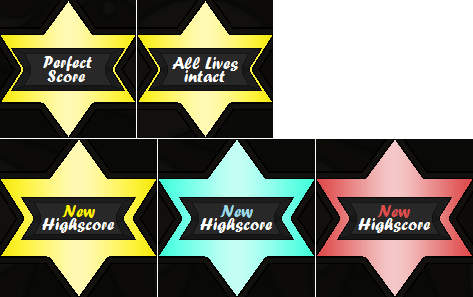 Perfect
Score
All Lives
intact
New
Highscore
New
Highscore
New
Highscore